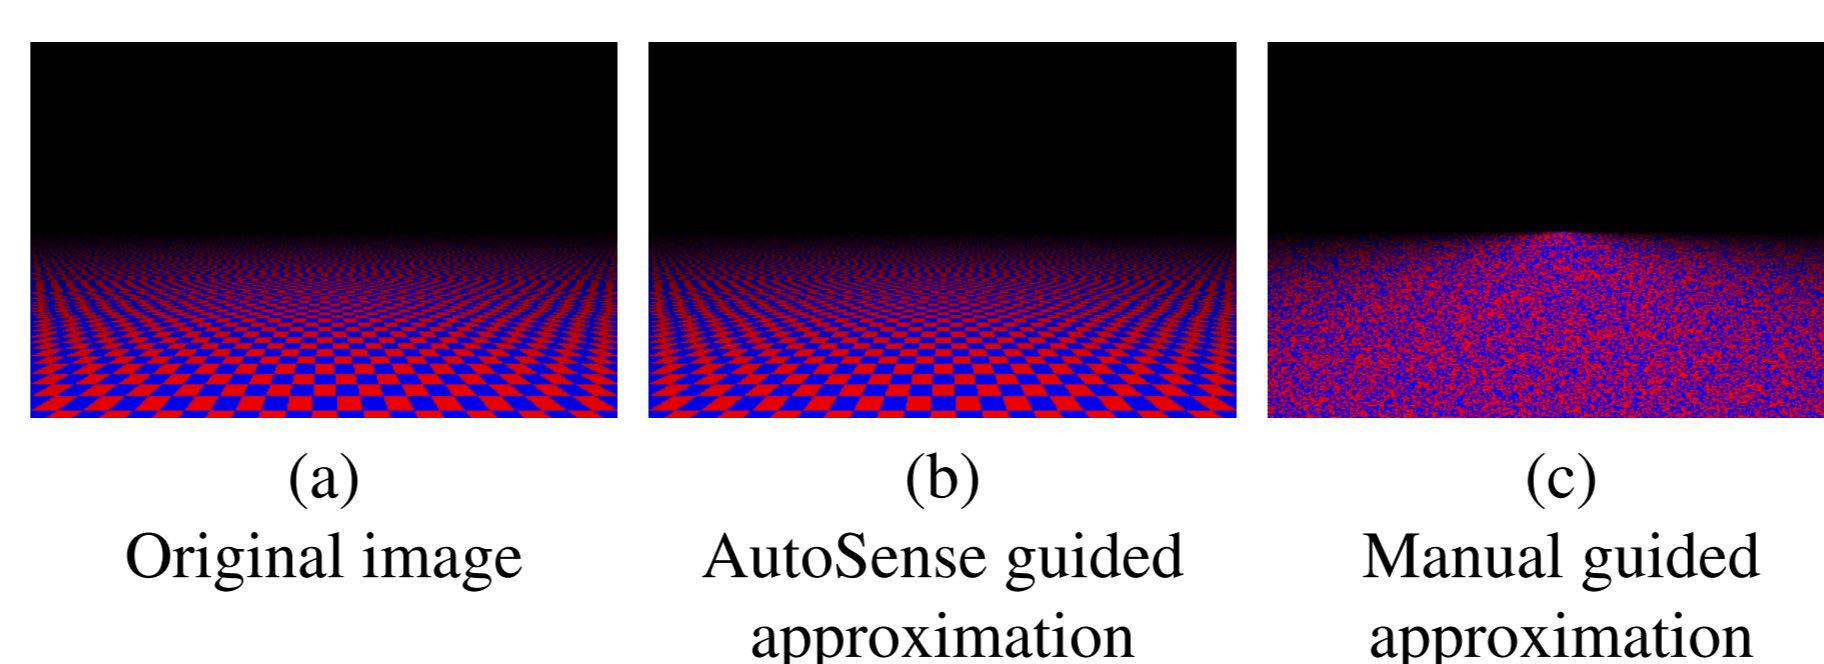 (a)
Original image
(b)
AutoSense guided
approximation
(c)
Manual guided
approximation